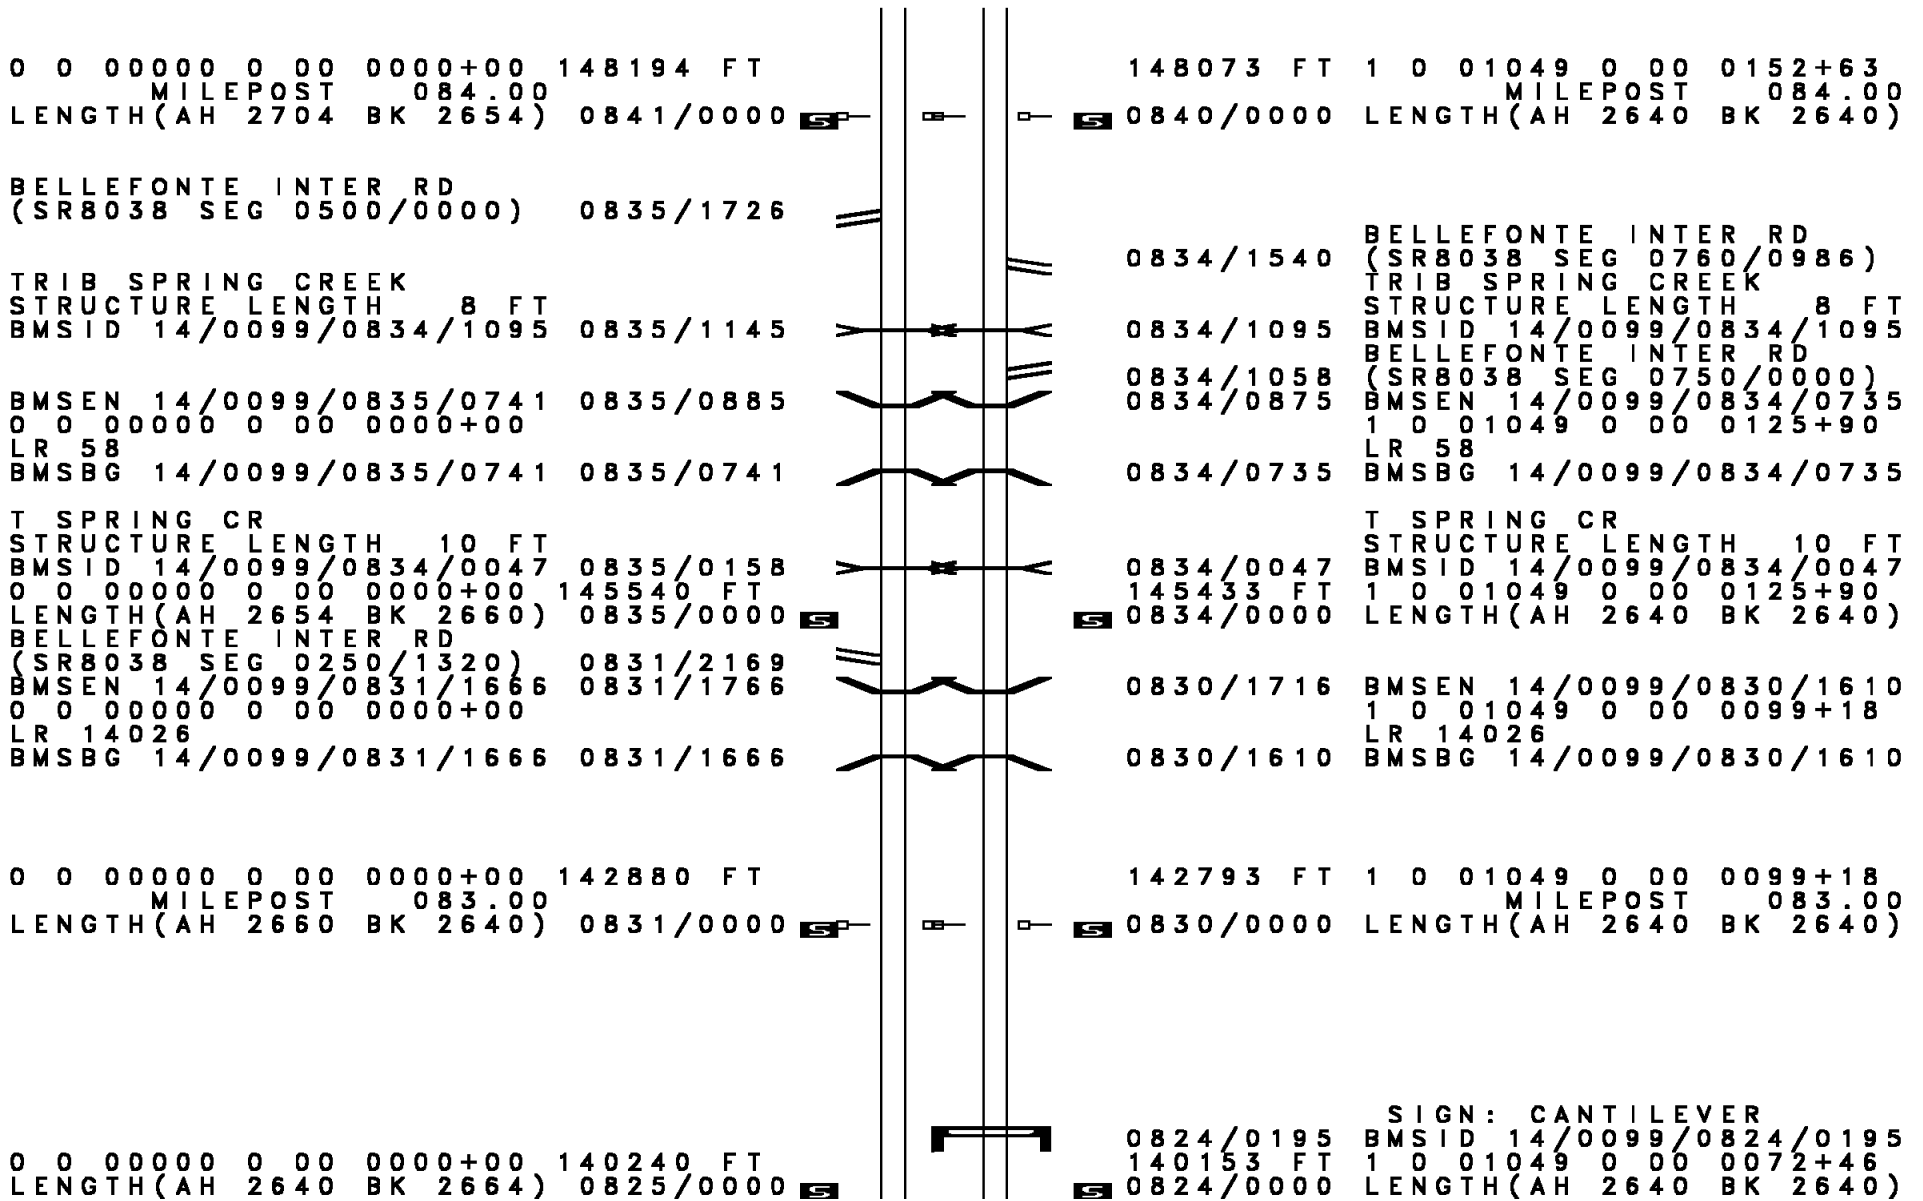 0 0 00000 0 00 0000+00 148194 FT
MILEPOST 084.00
LENGTH(AH 2704 BK 2654) 0841/0000 S
BELLEFONTE INTER RD
(SR8038 SEG 0500/0000) 0835/1726
TRIB SPRING CREEK
STRUCTURE LENGTH 8 FT
BMSID 14/0099/0834/1095 0835/1145
BMSEN 14/0099/0835/0741 0835/0885
0 0 00000 0 00 0000+00
LR 58
BMSBG 14/0099/0835/0741 0835/0741
T SPRING CR
STRUCTURE LENGTH 10 FT
BMSID 14/0099/0834/0047 0835/0158
0 0 00000 0 00 0000+00 145540 FT
LENGTH(AH 2654 BK 2660) 0835/0000 S
BELLEFONTE INTER RD
(SR8038 SEG 0250/1320) 0831/2169
BMSEN 14/0099/0831/1666 0831/1766
0 0 00000 0 00 0000+00
LR 14026
BMSBG 14/0099/0831/1666 0831/1666
0 0 00000 0 00 0000+00 142880 FT
MILEPOST 083.00
LENGTH(AH 2660 BK 2640) 0831/0000 S
0 0 00000 0 00 0000+00 140240 FT
LENGTH(AH 2640 BK 2664) 0825/0000 S
148073 FT 1 0 01049 0 00 0152+63
MILEPOST 084.00
S 0840/0000 LENGTH(AH 2640 BK 2640)
BELLEFONTE INTER RD
0834/1540 (SR8038 SEG 0760/0986)
TRIB SPRING CREEK
STRUCTURE LENGTH 8 FT
0834/1095 BMSID 14/0099/0834/1095
BELLEFONTE INTER RD
0834/1058 (SR8038 SEG 0750/0000)
0834/0875 BMSEN 14/0099/0834/0735
1 0 01049 0 00 0125+90
LR 58
0834/0735 BMSBG 14/0099/0834/0735
T SPRING CR
STRUCTURE LENGTH 10 FT
0834/0047 BMSID 14/0099/0834/0047
145433 FT 1 0 01049 0 00 0125+90
S 0834/0000 LENGTH(AH 2640 BK 2640)
0830/1716 BMSEN 14/0099/0830/1610
1 0 01049 0 00 0099+18
LR 14026
0830/1610 BMSBG 14/0099/0830/1610
142793 FT 1 0 01049 0 00 0099+18
MILEPOST 083.00
S 0830/0000 LENGTH(AH 2640 BK 2640)
SIGN: CANTILEVER
0824/0195 BMSID 14/0099/0824/0195
140153 FT 1 0 01049 0 00 0072+46
S 0824/0000 LENGTH(AH 2640 BK 2640)